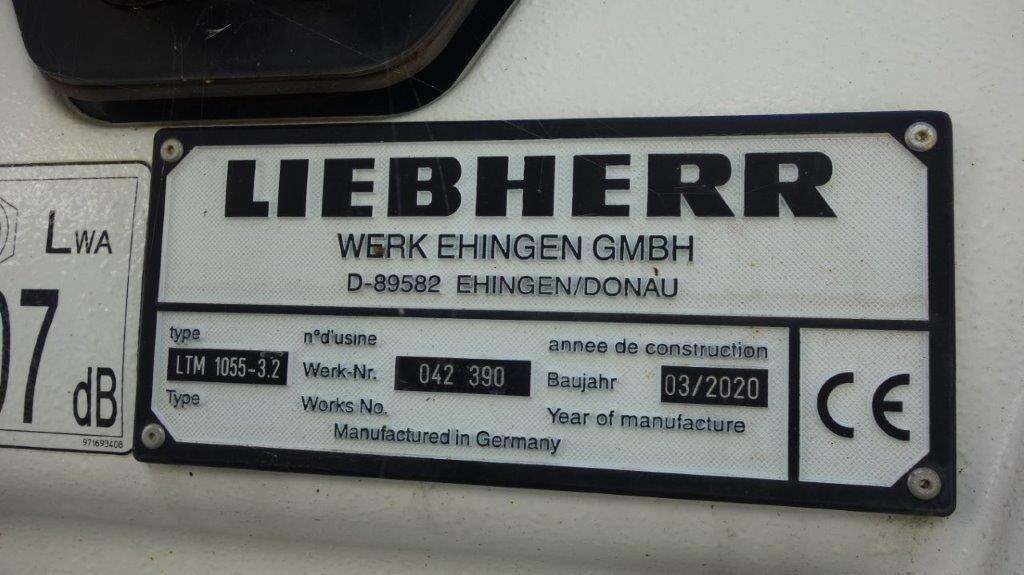 LWA
07
dB
971693408
LIEBHERR
WERK EHINGEN GMBH
D-89582 EHINGEN/DONAU
type
LTM 1055-3.2
Type
n°d'usine
Werk-Nr. 042 390
Works No.
annee de construction
Baujahr 03/2020
Year of manufacture
Manufactured in Germany
CE